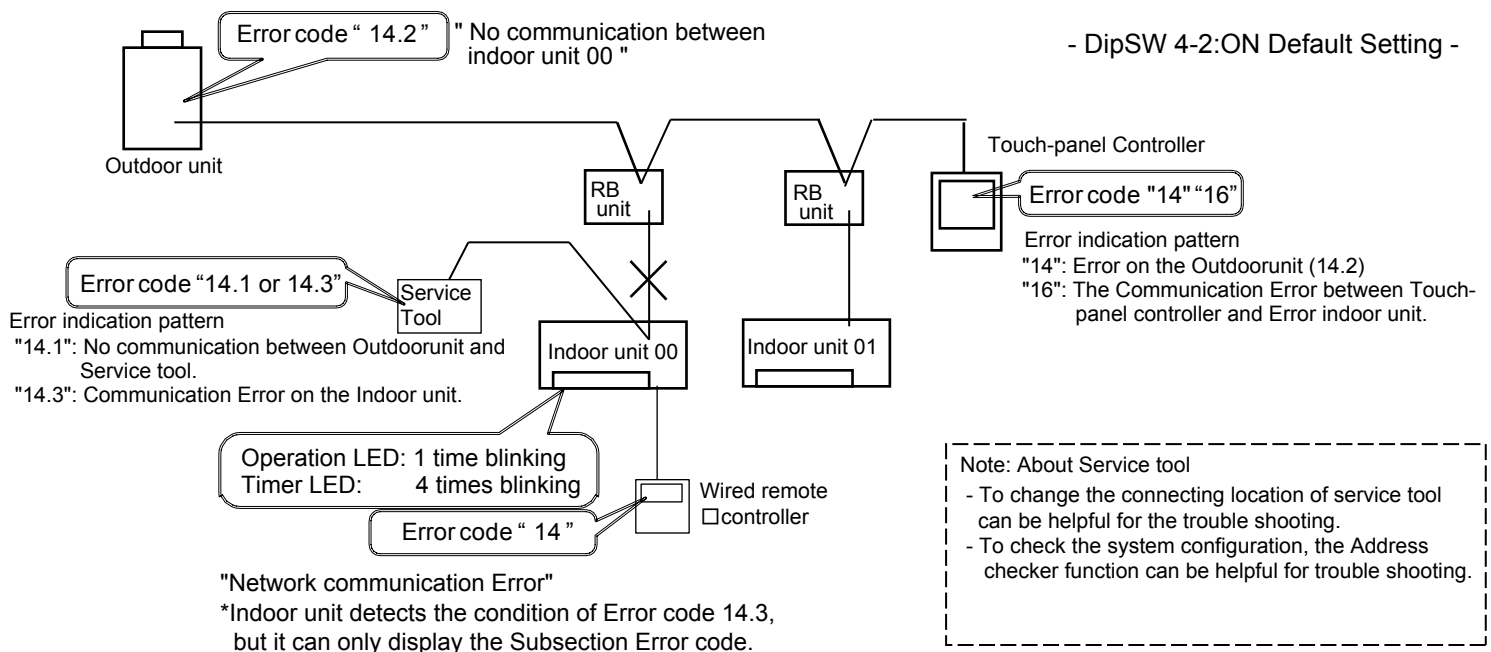 Error code “ 14.2 ”
" No communication between
indoor unit 00 "
- DipSW 4-2:ON Default Setting -
Outdoor unit
RB
unit
RB
unit
Touch-panel Controller
Error code "14" “16”
Error indication pattern
"14": Error on the Outdoorunit (14.2)
"16": The Communication Error between Touch-
panel controller and Error indoor unit.
Error code “14.1 or 14.3”
Service
Tool
Error indication pattern
"14.1": No communication between Outdoorunit and
Service tool.
"14.3": Communication Error on the Indoor unit.
Indoor unit 00
Indoor unit 01
Operation LED: 1 time blinking
Timer LED: 4 times blinking
Wired remote
□controller
Error code “ 14 ”
"Network communication Error"
*Indoor unit detects the condition of Error code 14.3,
but it can only display the Subsection Error code.
Note: About Service tool
- To change the connecting location of service tool
can be helpful for the trouble shooting.
- To check the system configuration, the Address
checker function can be helpful for trouble shooting.